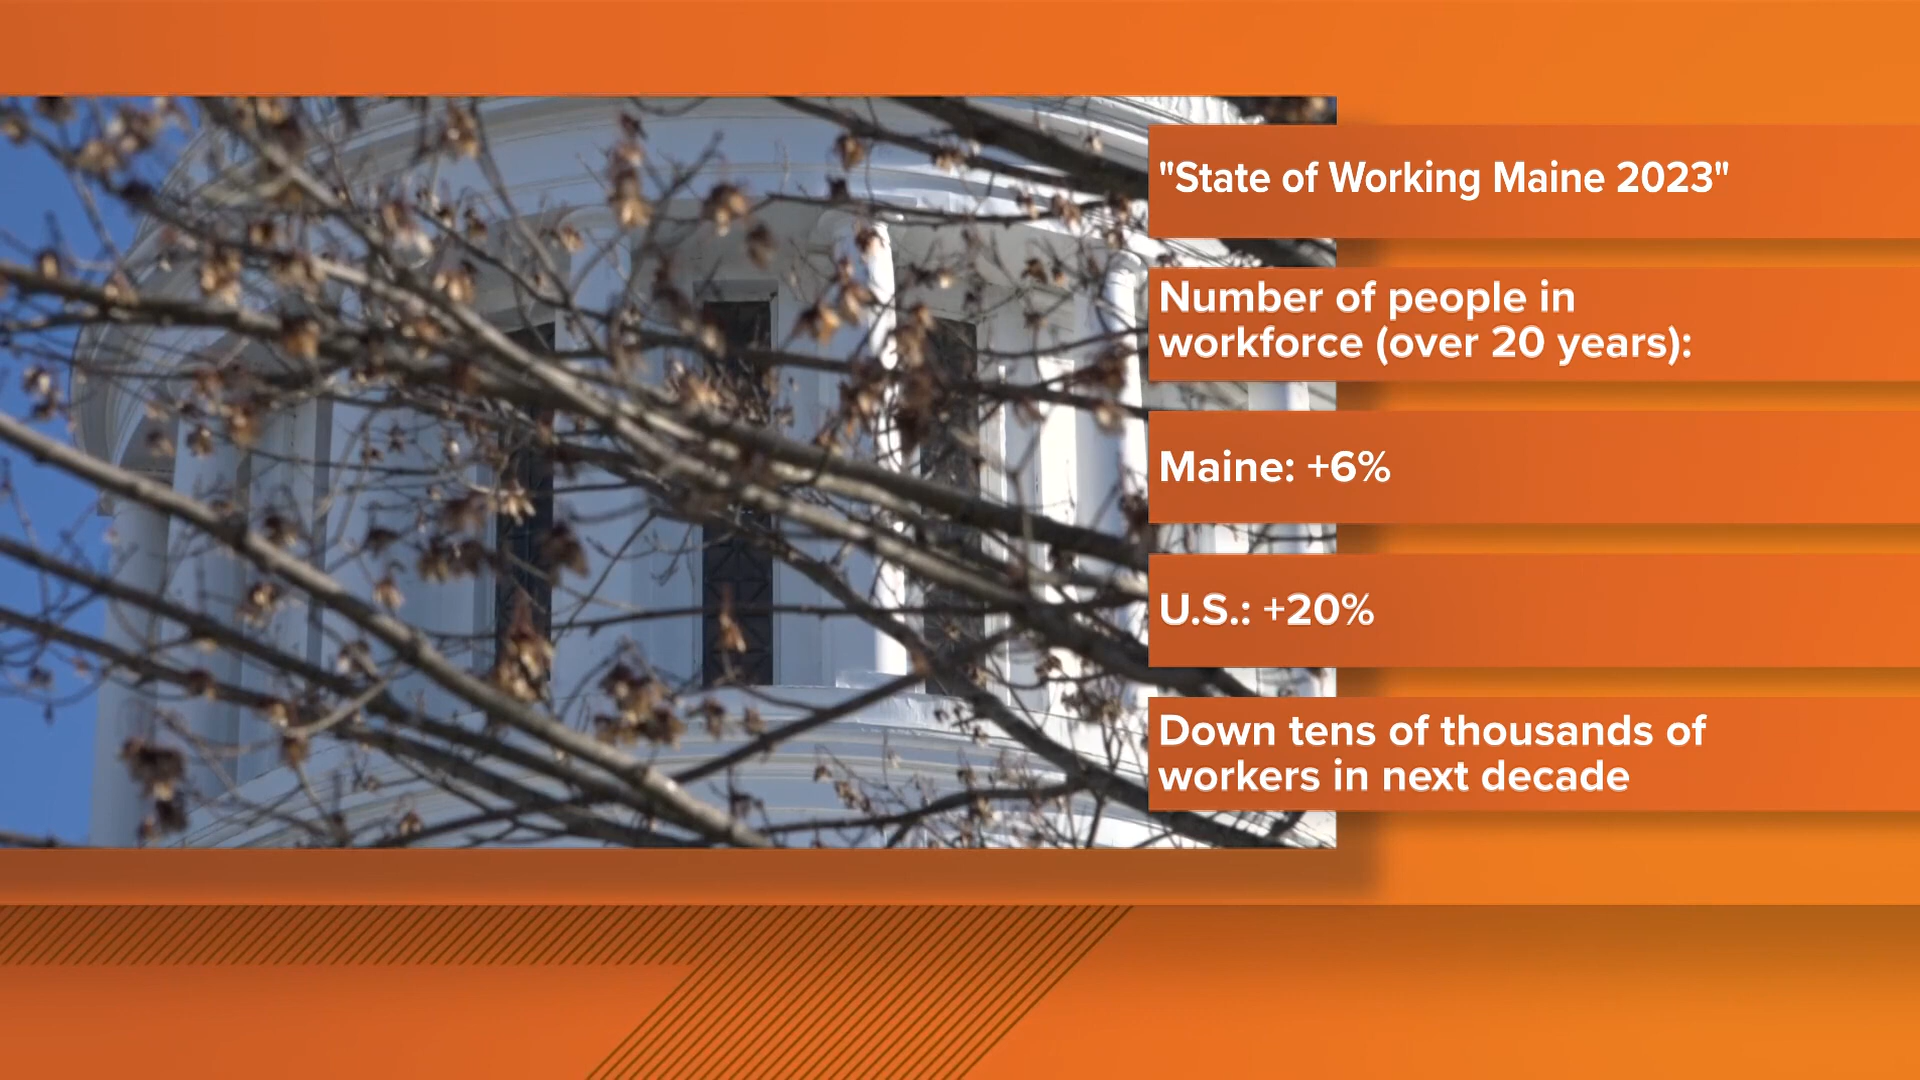 "State of Working Maine 2023"
Number of people in
workforce (over 20 years):
Maine: +6%
U.S.: +20%
Down tens of thousands of
workers in next decade